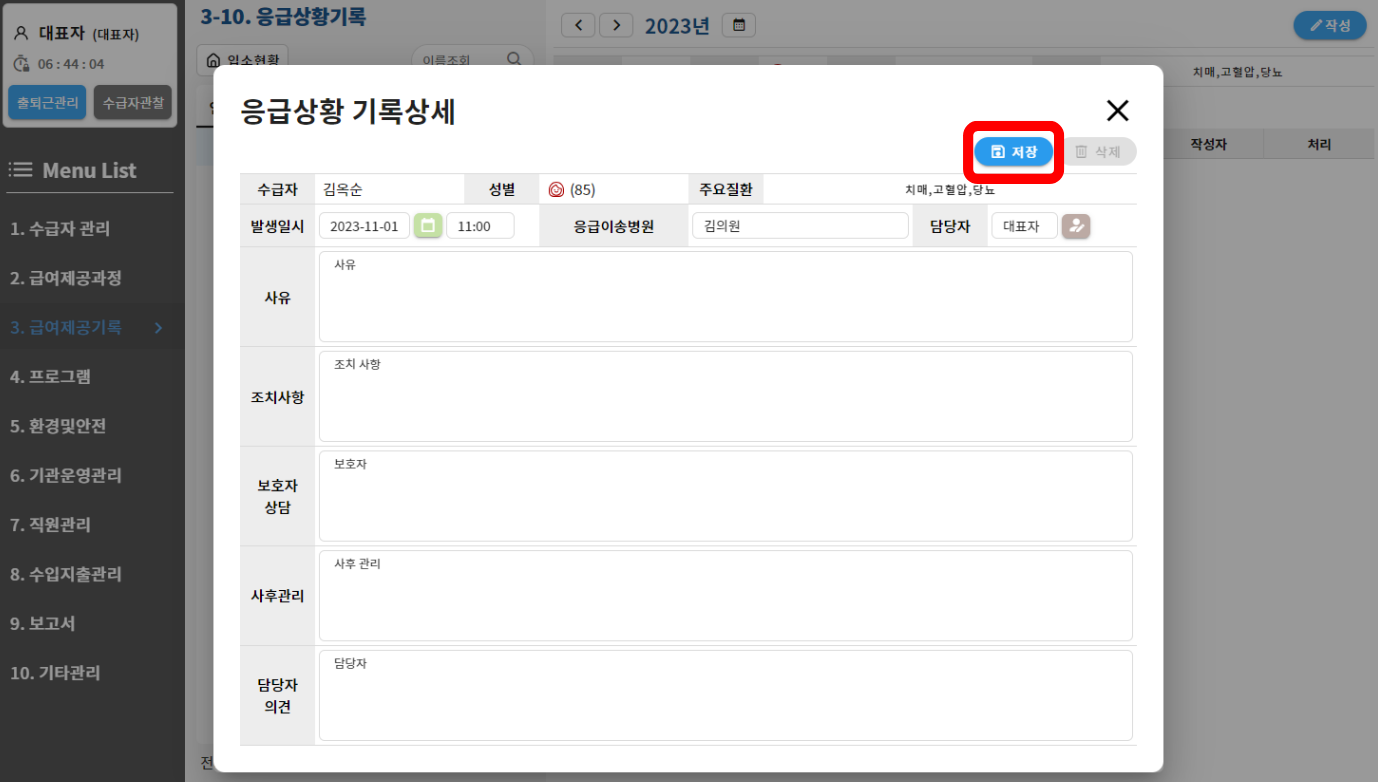 대표자 (대표자)
06 : 44 : 04
출퇴근관리 수급자관찰
Menu List
1. 수급자 관리
2. 급여제공과정
3. 급여제공기록
4. 프로그램
5. 환경및안전
6. 기관운영관리
7. 직원관리
8. 수입지출관리
9. 보고서
10. 기타관리
3-10. 응급상황기록
입소현황 이름조회
2023년
작성
치매,고혈압,당뇨
작성자 처리
응급상황 기록상세
저장 삭제
수급자 김옥순 성별 (85) 주요질환 치매,고혈압,당뇨
발생일시 2023-11-01 11:00 응급이송병원 김의원 담당자 대표자
사유 사유
조치사항 조치 사항
보호자
상담
보호자
사후관리 사후 관리
담당자
의견
담당자
전